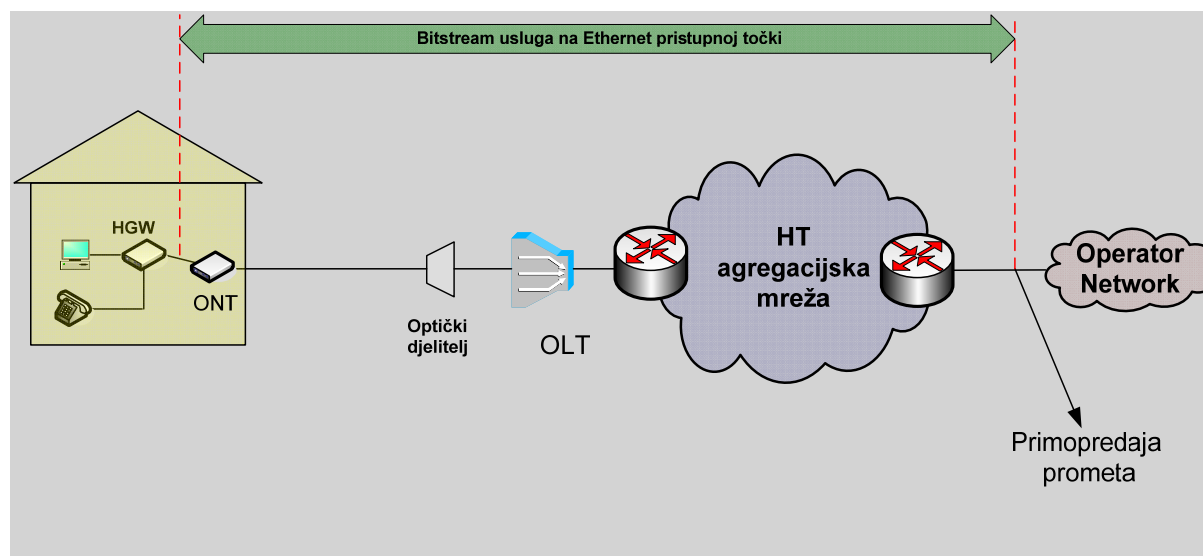 Bitstream usluga na Ethernet pristupnoj točki
HGW
ONT
Optički
djelitelj
OLT
HT
agregacijska
mreža
Operator
Network
Primopredaja
prometa